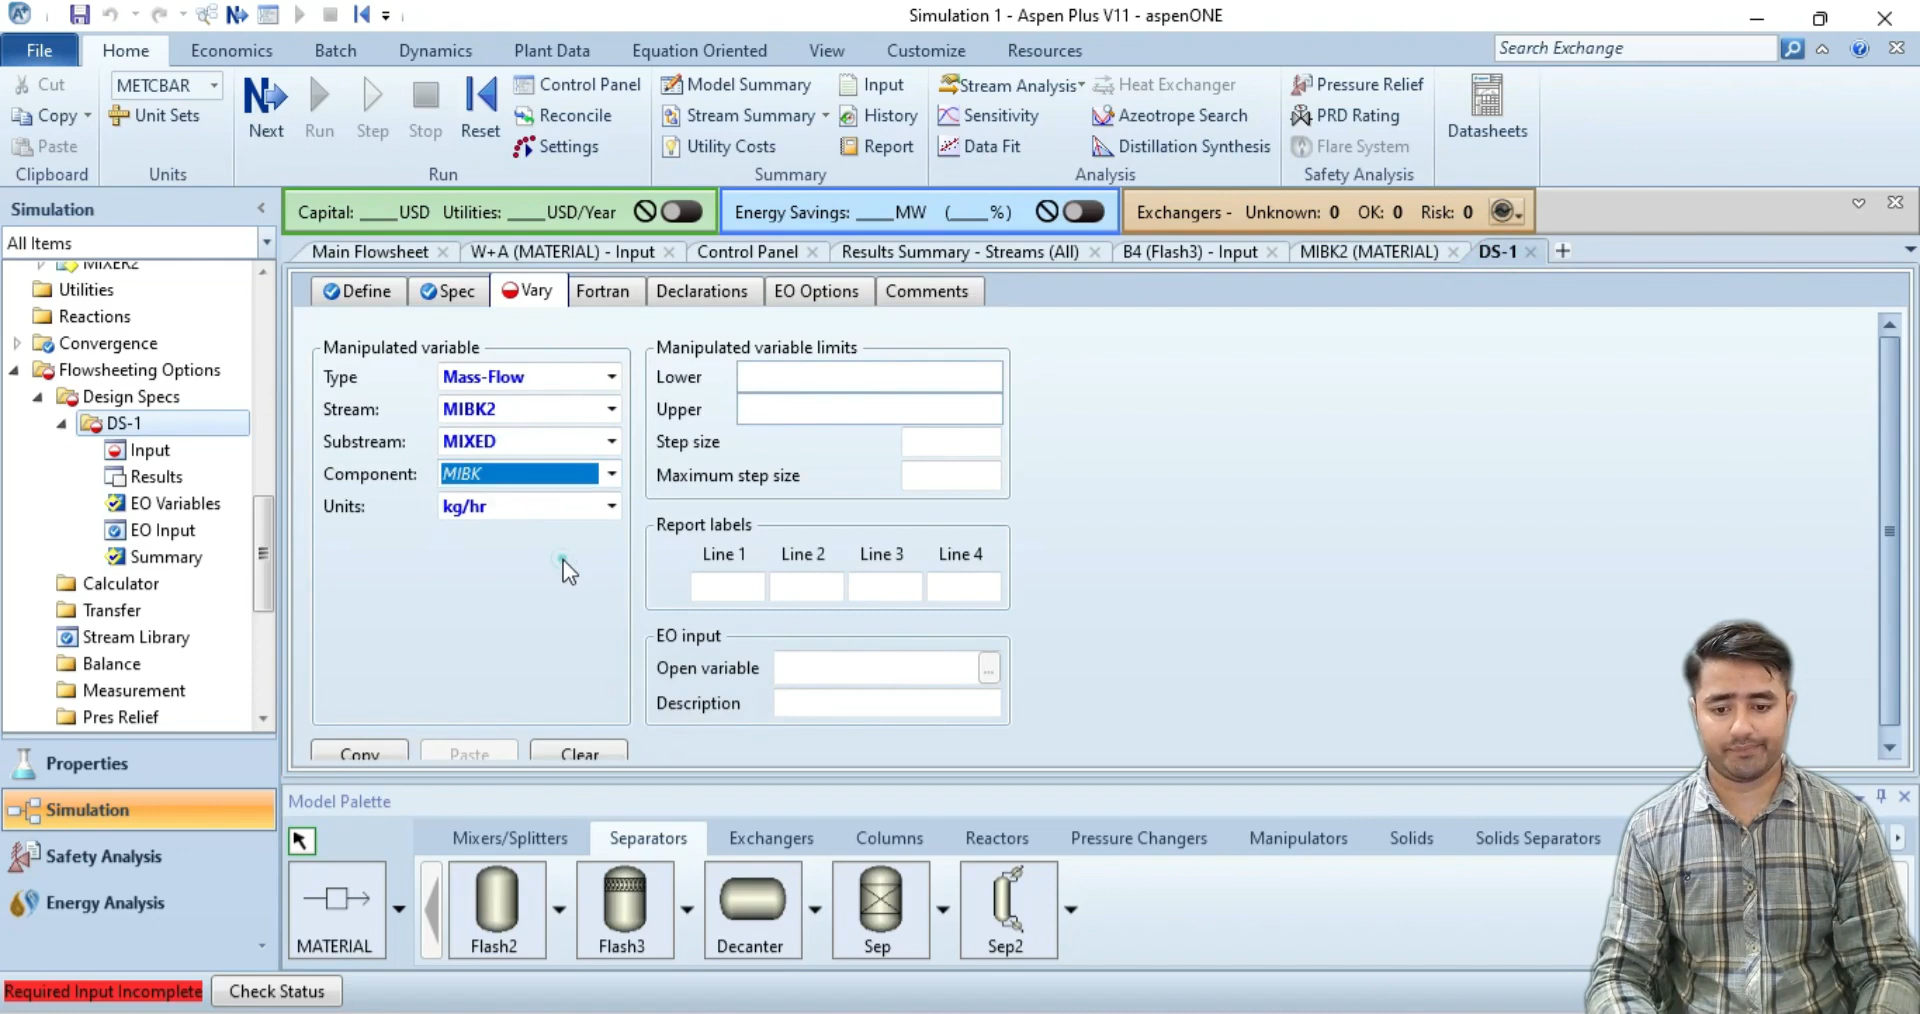 Simulation 1 - Aspen Plus V11 - aspenONE
File Home Economics Batch Dynamics Plant Data Equation Oriented View Customize Resources Search Exchange
Cut METCBAR Control Panel Model Summary Input Stream Analysis Heat Exchanger Pressure Relief
Copy Unit Sets Reconcile Stream Summary History Sensitivity Azeotrope Search PRD Rating
Next Run Step Stop Reset Datasheets
Paste Settings Utility Costs Report Data Fit Distillation Synthesis Flare System
Clipboard Units Run Summary Analysis Safety Analysis
Simulation
Capital: ____USD Utilities: ____USD/Year Energy Savings: ____MW (____%) Exchangers - Unknown: 0 OK: 0 Risk: 0
All Items
Main Flowsheet W+A (MATERIAL) - Input Control Panel Results Summary - Streams (All) B4 (Flash3) - Input MIBK2 (MATERIAL) DS-1
MIXER2
Utilities
Reactions
Convergence
Flowsheeting Options
Design Specs
DS-1
Input
Results
EO Variables
EO Input
Summary
Calculator
Transfer
Stream Library
Balance
Measurement
Pres Relief
Define Spec Vary Fortran Declarations EO Options Comments
Manipulated variable
Type Mass-Flow
Stream: MIBK2
Substream: MIXED
Component: MIBK
Units: kg/hr
Manipulated variable limits
Lower
Upper
Step size
Maximum step size
Report labels
Line 1 Line 2 Line 3 Line 4
EO input
Open variable ...
Description
Copy Paste Clear
Properties
Simulation
Safety Analysis
Energy Analysis
Model Palette
Mixers/Splitters Separators Exchangers Columns Reactors Pressure Changers Manipulators Solids Solids Separators
MATERIAL Flash2 Flash3 Decanter Sep Sep2
Required Input Incomplete Check Status